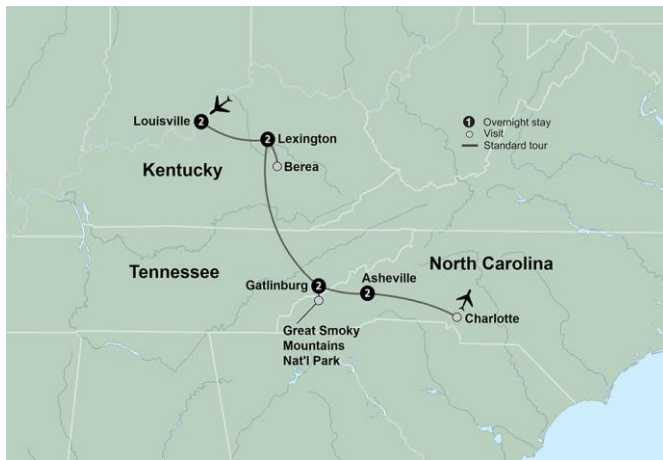 Louisville 2
2 Lexington
Berea
Kentucky
1 Overnight stay
Visit
Standard tour
Tennessee
North Carolina
Gatlinburg 2
Asheville
2
Charlotte
Great Smoky
Mountains
Nat'l Park